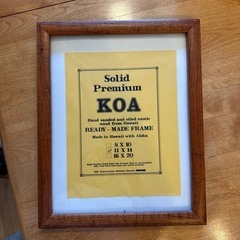 Solid
Premium
KOA
Hand sanded and oiled exotic
wood from Hawaii
READY-MADE FRAME
Made in Hawaii with Aloha
8 X 10
11 X 14
16 X 20